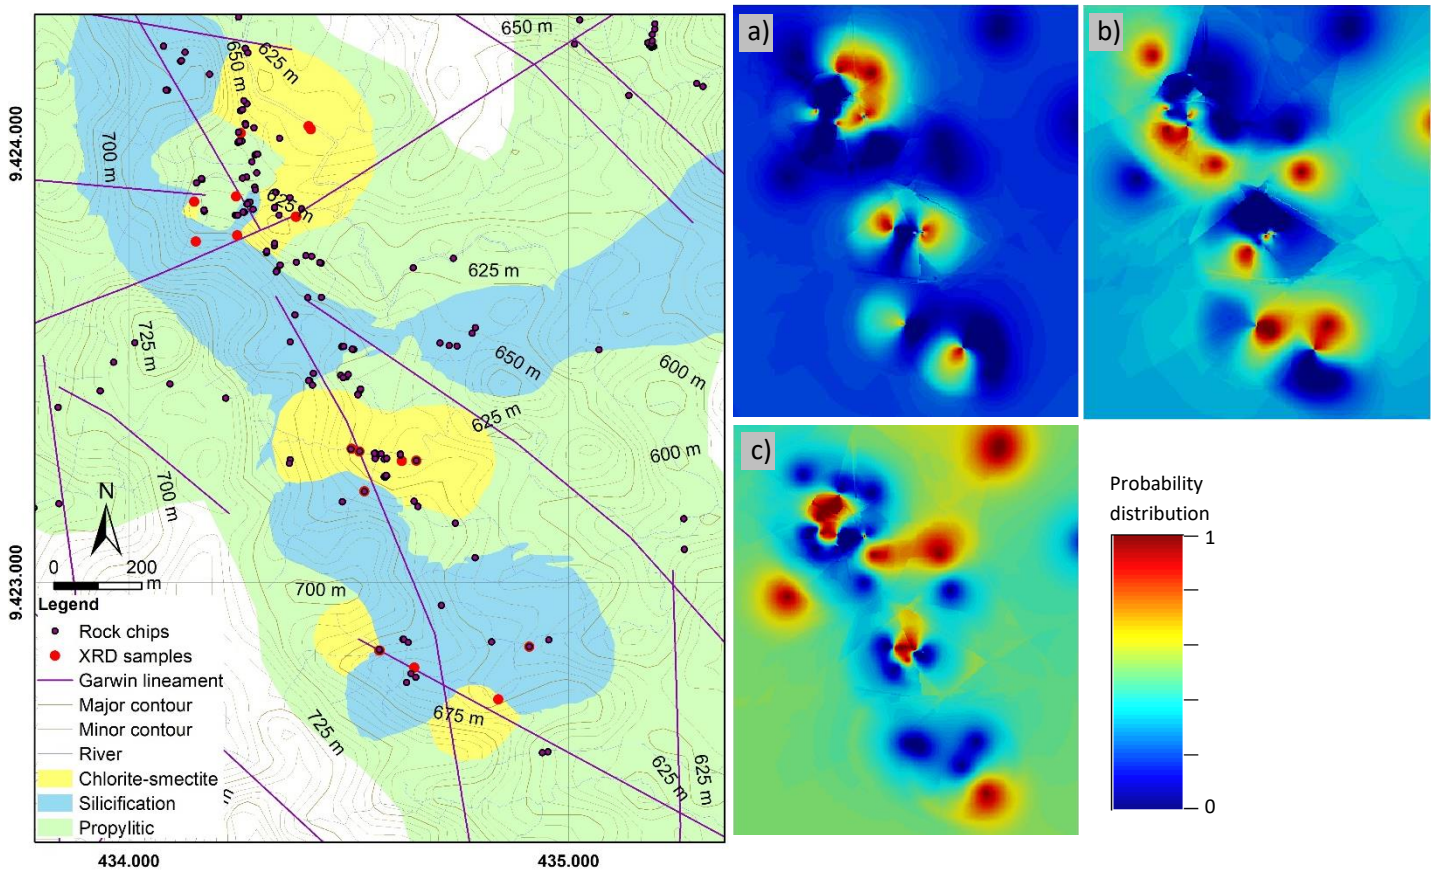 650 m
625 m
650 m
9.424.000
700 m
625 m
625 m
725 m
650 m
600 m
625 m
600 m
700 m
N
0 200
m
9.423.000
700 m
Legend
Rock chips
XRD samples
Garwin lineament
Major contour
Minor contour
River
Chlorite-smectite
Silicification
Propylitic
675 m
725 m
625 m
625 m
m
434.000
435.000
a)
b)
c)
Probability
distribution
1
0